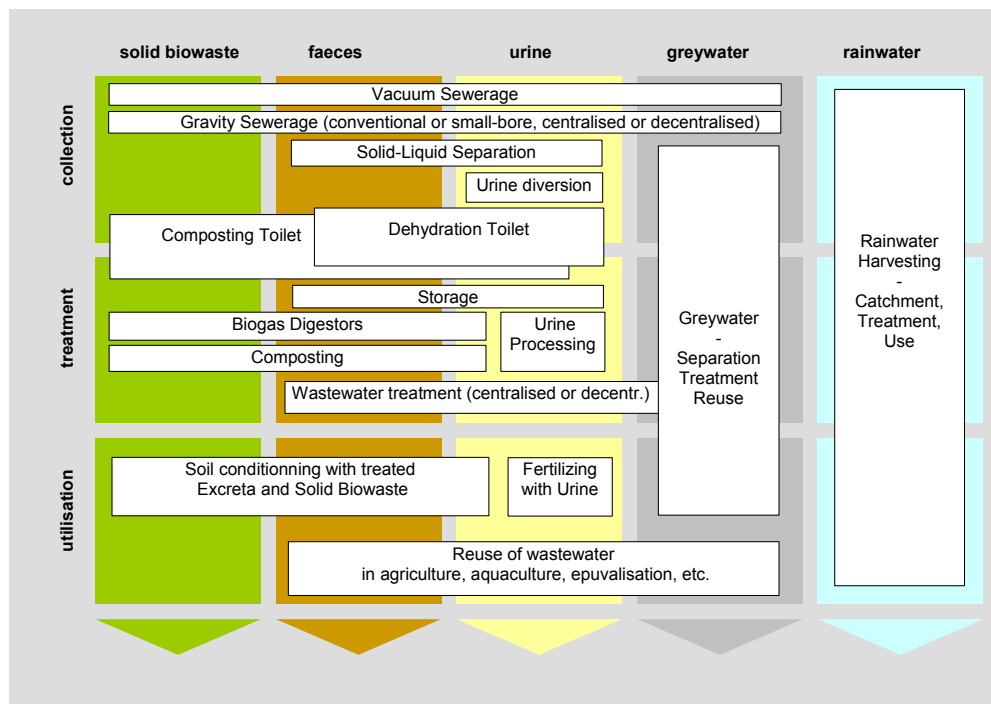 solid biowaste
faeces
urine
greywater
rainwater
collection
Vacuum Sewerage
Gravity Sewerage (conventional or small-bore, centralised or decentralised)
Solid-Liquid Separation
Urine diversion
Composting Toilet
Dehydration Toilet
treatment
Storage
Biogas Digestors
Urine
Processing
Composting
Wastewater treatment (centralised or decentr.)
Greywater
-
Separation
Treatment
Reuse
Rainwater
Harvesting
-
Catchment,
Treatment,
Use
utilisation
Soil conditionning with treated
Excreta and Solid Biowaste
Fertilizing
with Urine
Reuse of wastewater
in agriculture, aquaculture, epuvalisation, etc.